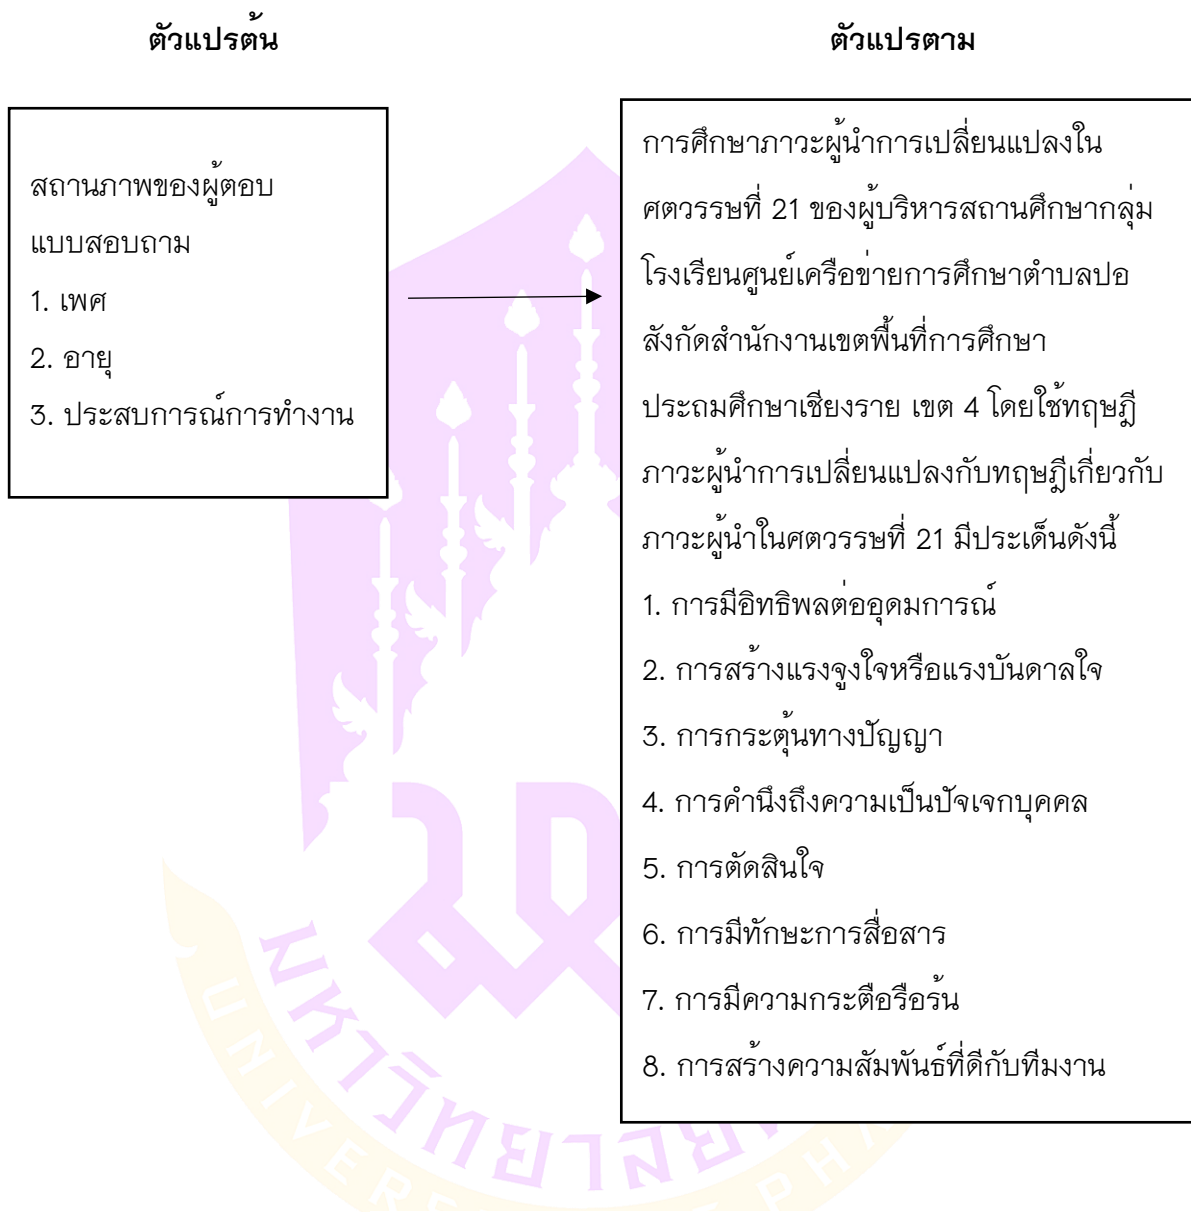 ตัวแปรต้น
ตัวแปรตาม
สถานภาพของผู้ตอบ
แบบสอบถาม
1. เพศ
2. อายุ
3. ประสบการณ์การทำงาน
การศึกษาภาวะผู้นำการเปลี่ยนแปลงใน
ศตวรรษที่ 21 ของผู้บริหารสถานศึกษากลุ่ม
โรงเรียนศูนย์เครือข่ายการศึกษาตำบลปอ
สังกัดสำนักงานเขตพื้นที่การศึกษา
ประถมศึกษาเชียงราย เขต 4 โดยใช้ทฤษฎี
ภาวะผู้นำการเปลี่ยนแปลงกับทฤษฎีเกี่ยวกับ
ภาวะผู้นำในศตวรรษที่ 21 มีประเด็นดังนี้
1. การมีอิทธิพลต่ออุดมการณ์
2. การสร้างแรงจูงใจหรือแรงบันดาลใจ
3. การกระตุ้นทางปัญญา
4. การคำนึงถึงความเป็นปัจเจกบุคคล
5. การตัดสินใจ
6. การมีทักษะการสื่อสาร
7. การมีความกระตือรือร้น
8. การสร้างความสัมพันธ์ที่ดีกับทีมงาน
มหาวิทยาลัย